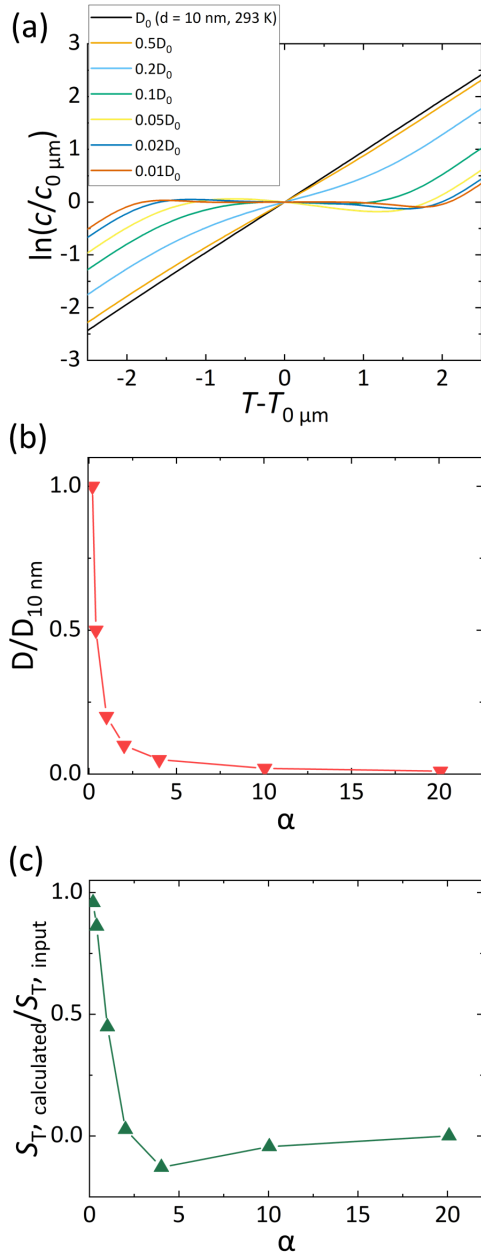 (a)
D₀ (d = 10 nm, 293 K)
0.5D₀
0.2D₀
0.1D₀
0.05D₀
0.02D₀
0.01D₀
3
2
1
0
-1
-2
-3
ln(c/c₀ μm)
-2 -1 0 1 2
T-T₀ μm
(b)
1.0
0.5
0.0
D/D₁₀ nm
0 5 10 15 20
α
(c)
1.0
0.5
0.0
S_T, calculated/S_T, input
0 5 10 15 20
α